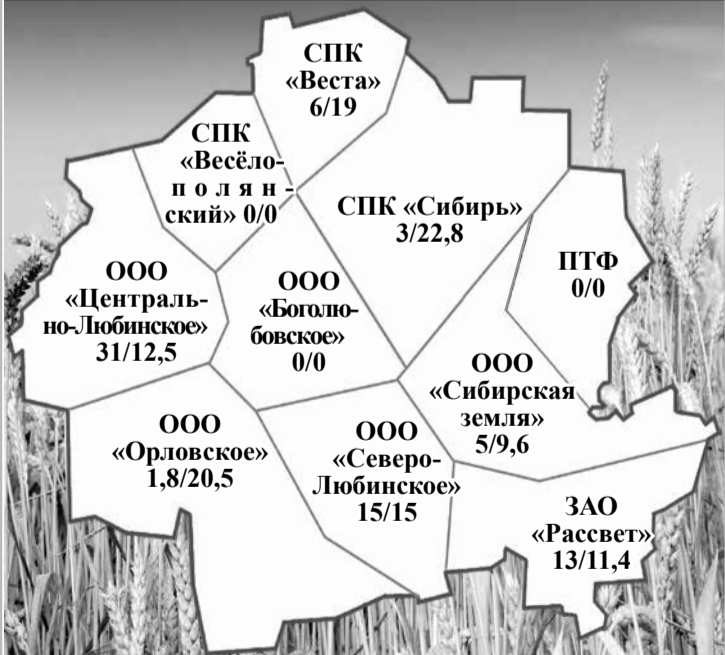 СПК
«Веста»
6/19
СПК
«Весёло-
полян-
ский» 0/0
СПК «Сибирь»
3/22,8
ПТФ
0/0
ООО
«Централь-
но-Любинское»
31/12,5
ООО
«Боголю-
бовское»
0/0
ООО
«Сибирская
земля»
5/9,6
ООО
«Орловское»
1,8/20,5
ООО
«Северо-
Любинское»
15/15
ЗАО
«Рассвет»
13/11,4